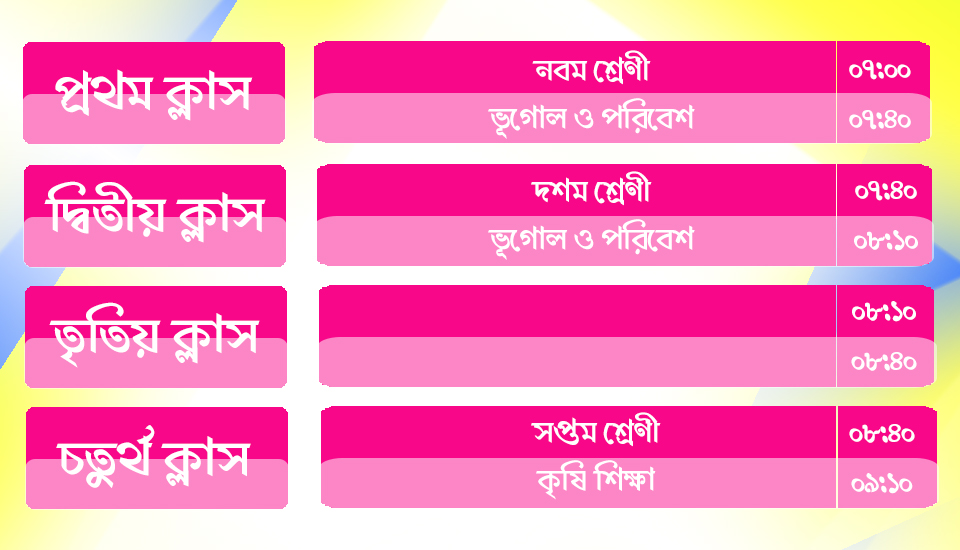 প্রথম ক্লাস
নবম শ্রেণী ০৭:০০
ভূগোল ও পরিবেশ ০৭:৪০
দ্বিতীয় ক্লাস
দশম শ্রেণী ০৭:৪০
ভূগোল ও পরিবেশ ০৮:১০
তৃতিয় ক্লাস
০৮:১০
০৮:৪০
চতুর্থ ক্লাস
সপ্তম শ্রেণী ০৮:৪০
কৃষি শিক্ষা ০৯:১০